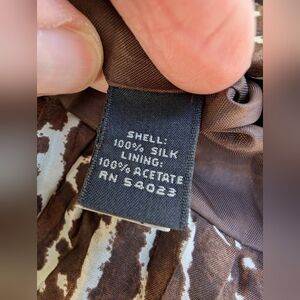 SHELL:
100% SILK
LINING:
100% ACETATE
RN 54023